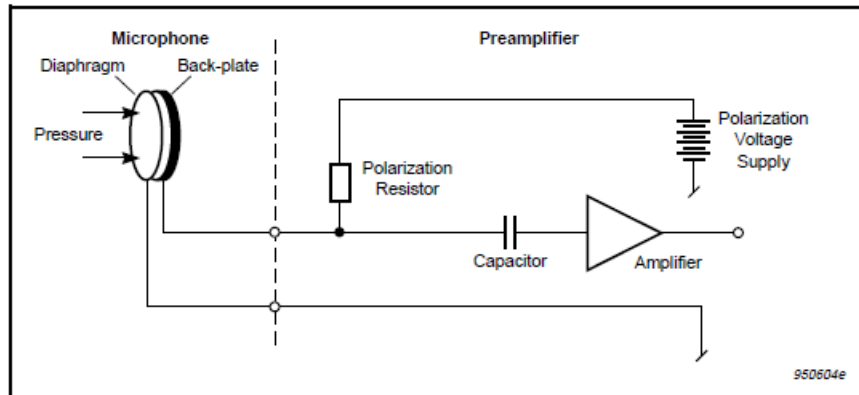 Microphone
Preamplifier
Diaphragm
Back-plate
Pressure
Polarization
Resistor
Polarization
Voltage
Supply
Capacitor
Amplifier
950604e